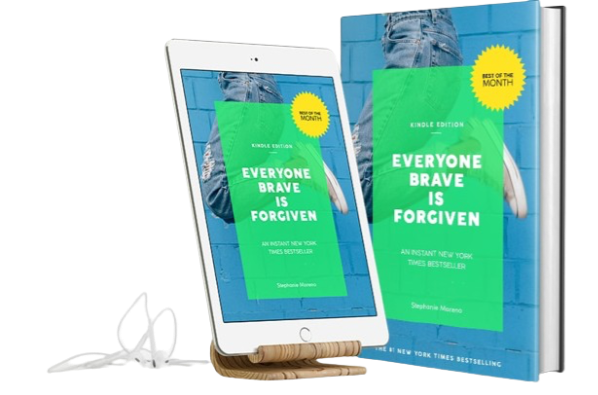 BEST OF THE
MONTH
KINDLE EDITION
EVERYONE
BRAVE
IS
FORGIVEN
AN INSTANT NEW YORK
TIMES BESTSELLER
Stephanie Moreno
BEST OF THE
MONTH
KINDLE EDITION
EVERYONE
BRAVE
IS
FORGIVEN
AN INSTANT NEW YORK
TIMES BESTSELLER
Stephanie Moreno
THE #1 NEW YORK TIMES BESTSELLING